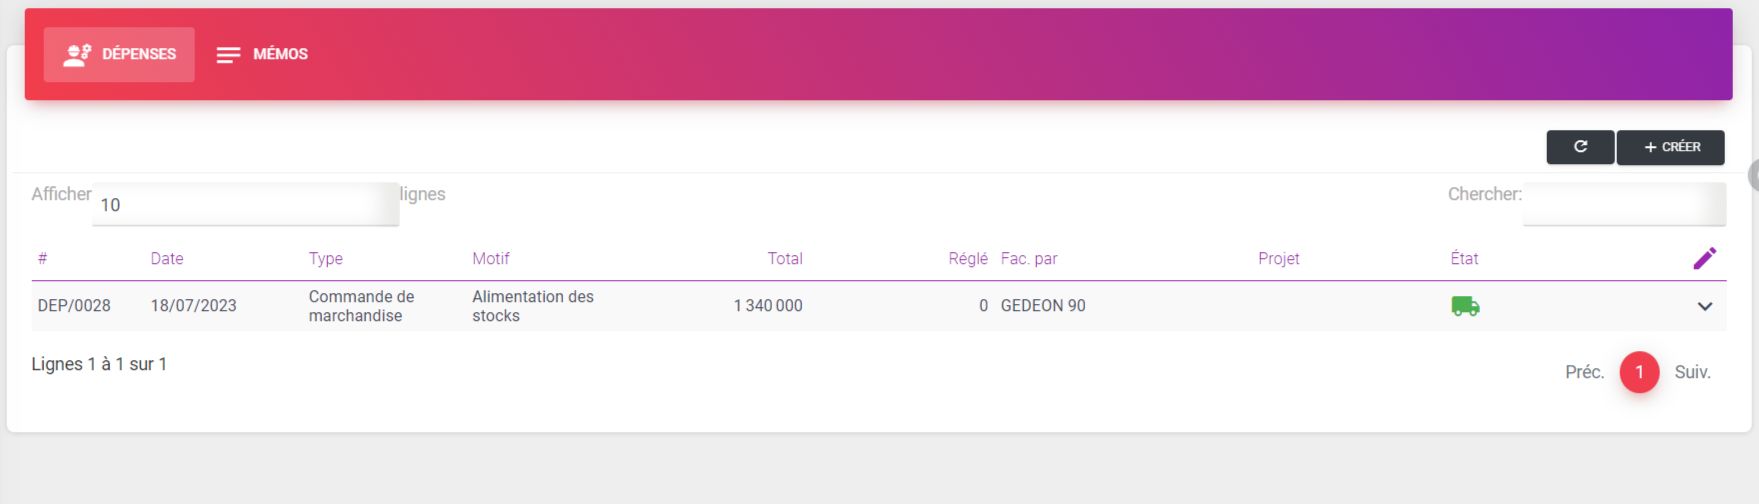 DÉPENSES MÉMOS
CRÉER
Afficher 10 lignes Chercher:
# Date Type Motif Total Réglé Fac. par Projet État
DEP/0028 18/07/2023 Commande de marchandise Alimentation des stocks 1 340 000 0 GEDEON 90
Lignes 1 à 1 sur 1
Préc. 1 Suiv.